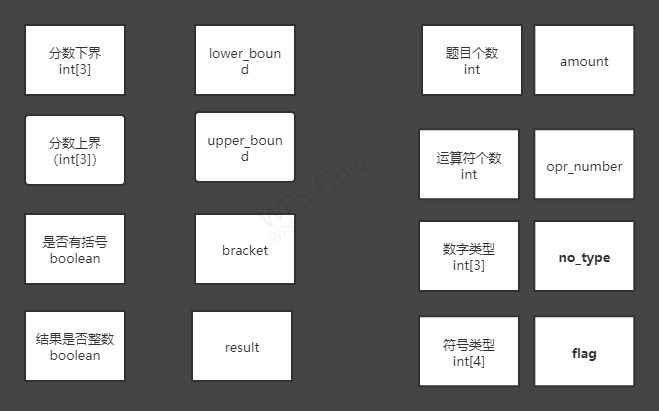 分数下界
int[3]
lower_boun
d
题目个数
int
amount
分数上界
（int[3]）
upper_boun
d
运算符个数
int
opr_number
是否有括号
boolean
bracket
数字类型
int[3]
no_type
结果是否整数
boolean
result
符号类型
int[4]
flag
WPS Flow